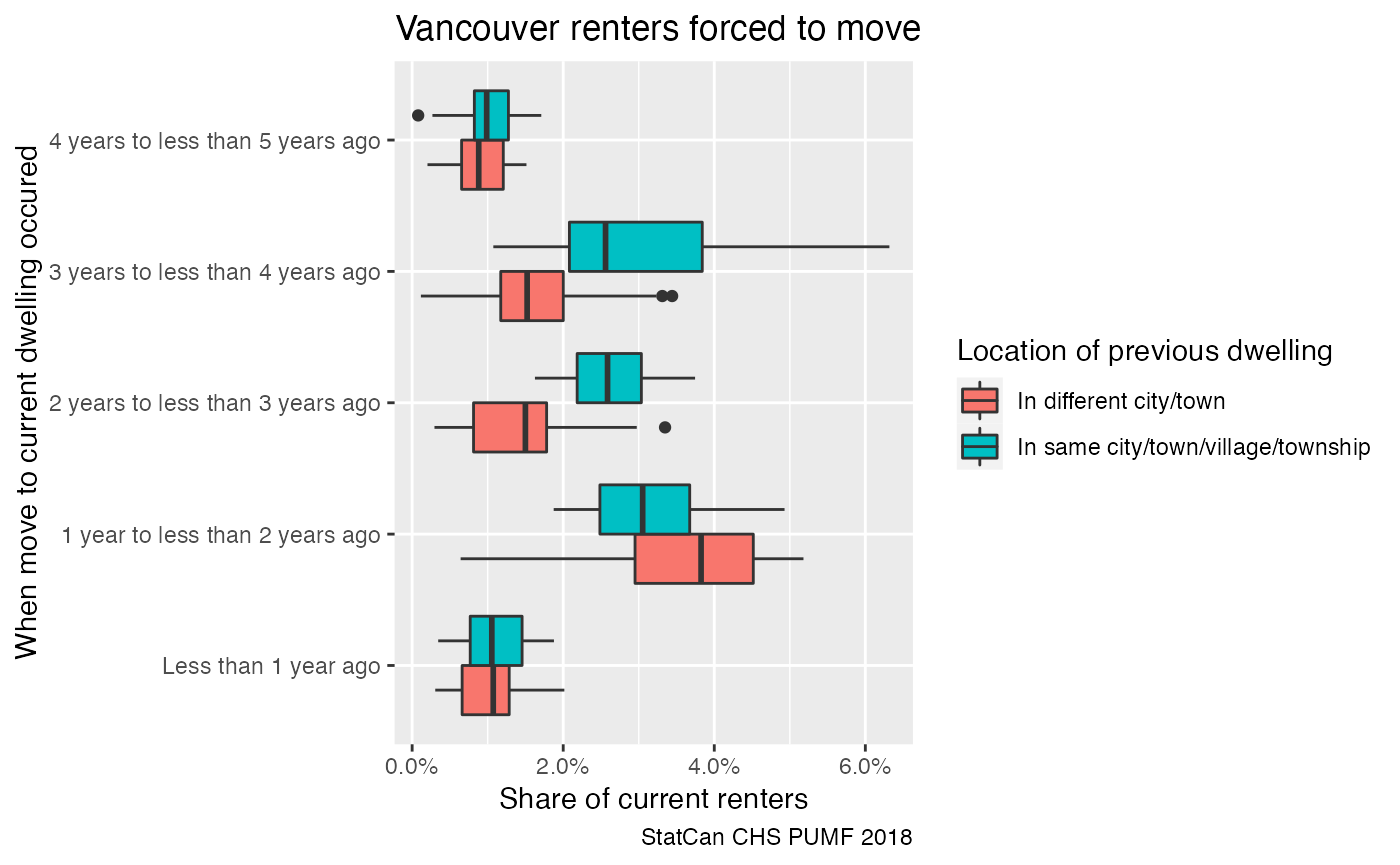 Vancouver renters forced to move
When move to current dwelling occured
4 years to less than 5 years ago
3 years to less than 4 years ago
2 years to less than 3 years ago
1 year to less than 2 years ago
Less than 1 year ago
0.0% 2.0% 4.0% 6.0%
Share of current renters
StatCan CHS PUMF 2018
Location of previous dwelling
In different city/town
In same city/town/village/township